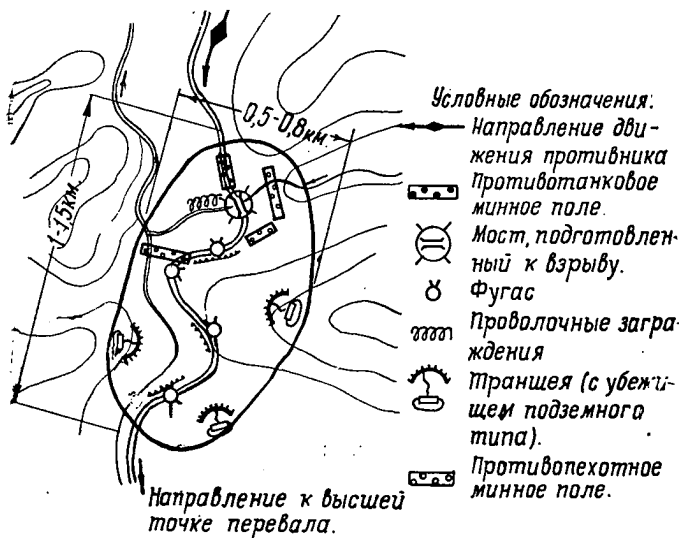 0,5-0,8км.
1-1,5км.
Условные обозначения:
Направление дви-
жения противника
Противотанковое
минное поле.
Мост, подготовлен-
ный к взрыву.
Фугас
Проволочные загра-
ждения
Траншея (с убежи-
щем подземного
типа).
Противопехотное
минное поле.
Направление к высшей
точке перевала.